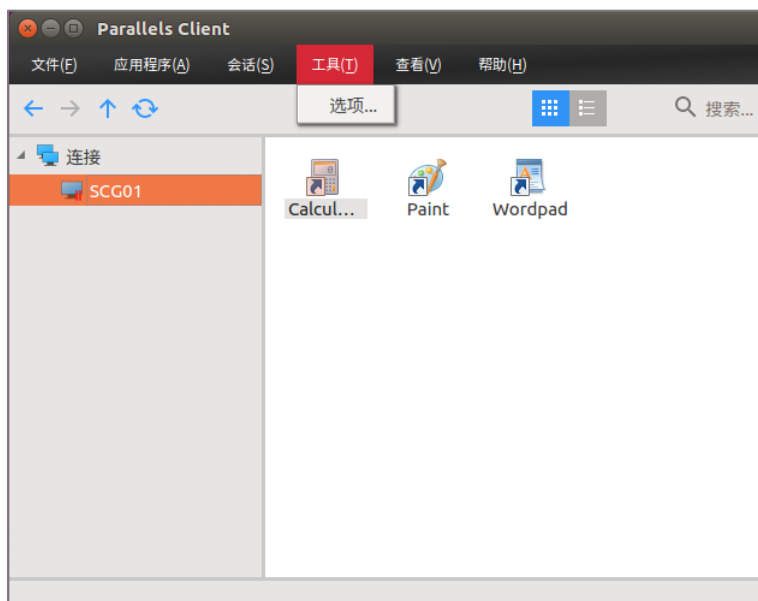 Parallels Client
文件(F) 应用程序(A) 会话(S) 工具(T) 查看(V) 帮助(H)
选项...
搜索...
连接
SCG01
Calcul... Paint Wordpad